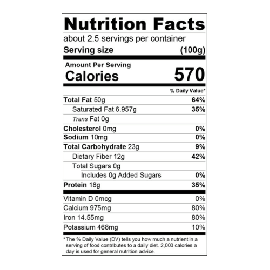 Nutrition Facts
about 2.5 servings per container
Serving size (100g)
Amount Per Serving
Calories 570
% Daily Value*
Total Fat 50g 64%
Saturated Fat 6.957g 35%
Trans Fat 0g
Cholesterol 0mg 0%
Sodium 10mg 0%
Total Carbohydrate 23g 9%
Dietary Fiber 12g 42%
Total Sugars 0g
Includes 0g Added Sugars 0%
Protein 18g 35%
Vitamin D 0mcg 0%
Calcium 975mg 80%
Iron 14.55mg 80%
Potassium 466mg 10%
*The % Daily Value (DV) tells you how much a nutrient in a
serving of food contributes to a daily diet. 2,000 calories a
day is used for general nutrition advice.